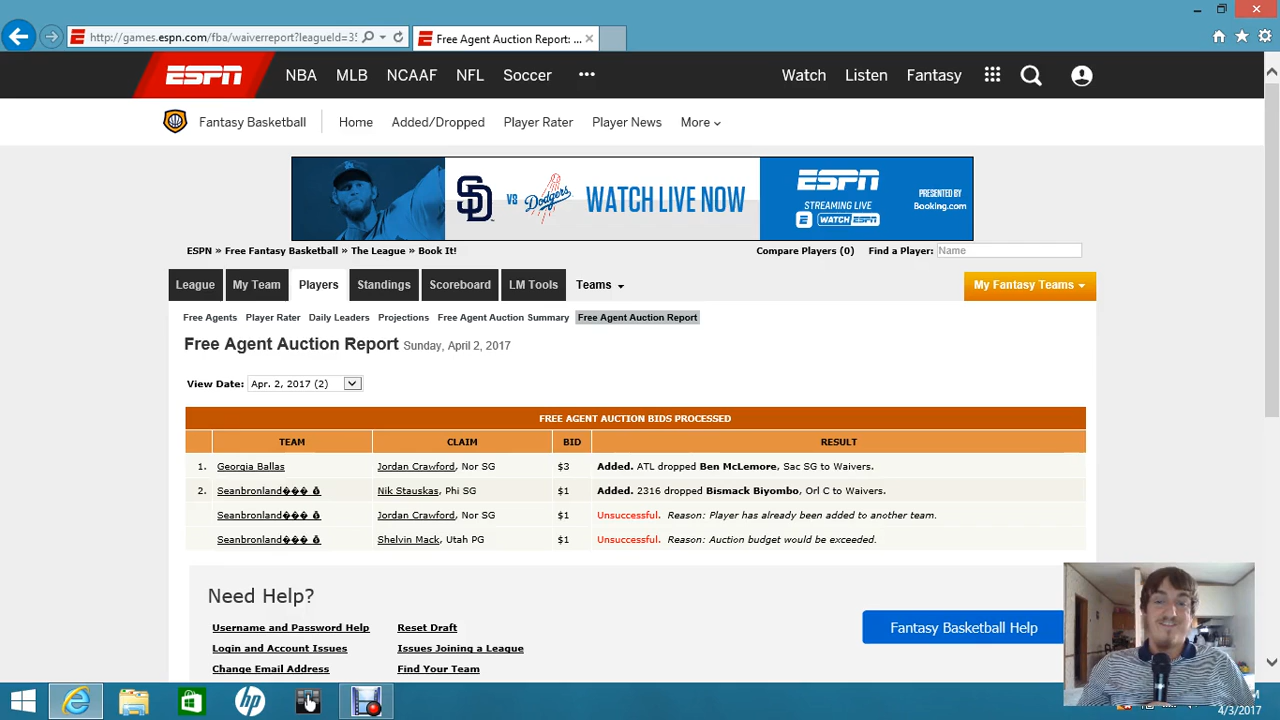 http://games.espn.com/fba/waiverreport?leagueId=35
Free Agent Auction Report: ...
ESPN NBA MLB NCAAF NFL Soccer ••• Watch Listen Fantasy
Fantasy Basketball Home Added/Dropped Player Rater Player News More
SD VS Dodgers WATCH LIVE NOW ESPN STREAMING LIVE WATCH ESPN PRESENTED BY Booking.com
ESPN » Free Fantasy Basketball » The League » Book It! Compare Players (0) Find a Player: Name
League My Team Players Standings Scoreboard LM Tools Teams My Fantasy Teams
Free Agents Player Rater Daily Leaders Projections Free Agent Auction Summary Free Agent Auction Report
Free Agent Auction Report Sunday, April 2, 2017
View Date: Apr. 2, 2017 (2)
FREE AGENT AUCTION BIDS PROCESSED
TEAM CLAIM BID RESULT
1. Georgia Ballas Jordan Crawford, Nor SG $3 Added. ATL dropped Ben McLemore, Sac SG to Waivers.
2. Seanbronland��� Nik Stauskas, Phi SG $1 Added. 2316 dropped Bismack Biyombo, Orl C to Waivers.
Seanbronland��� Jordan Crawford, Nor SG $1 Unsuccessful. Reason: Player has already been added to another team.
Seanbronland��� Shelvin Mack, Utah PG $1 Unsuccessful. Reason: Auction budget would be exceeded.
Need Help?
Username and Password Help Reset Draft
Login and Account Issues Issues Joining a League
Change Email Address Find Your Team
Fantasy Basketball Help
hp
4/3/2017